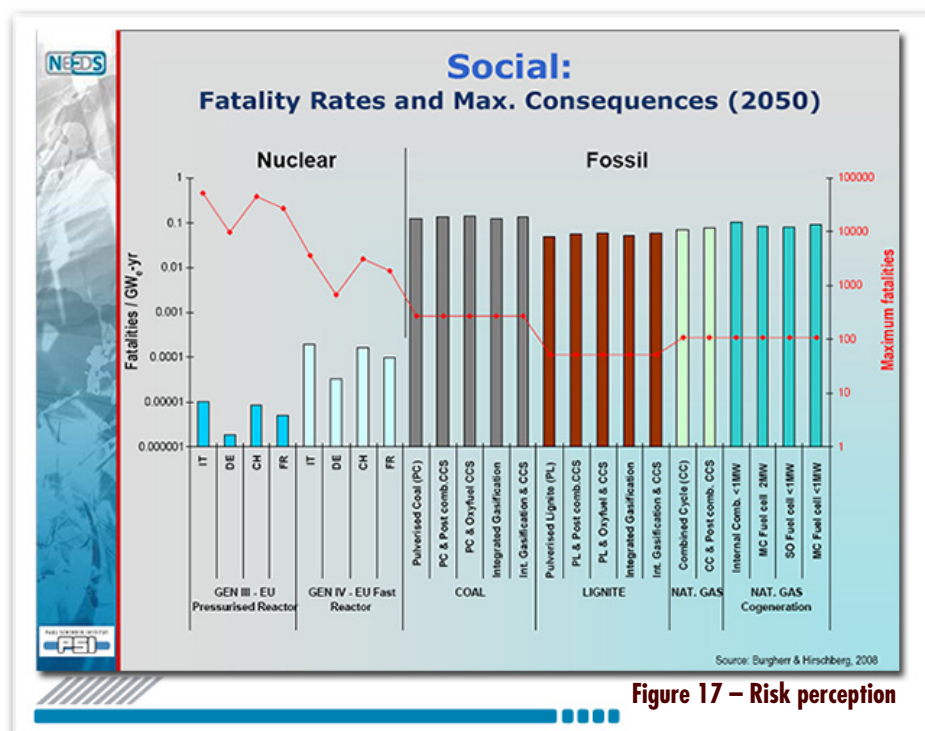 NEEDS
Social:
Fatality Rates and Max. Consequences (2050)
Nuclear
Fossil
Fatalities / GWe-yr
1
0.1
0.01
0.001
0.0001
0.00001
0.000001
100000
10000
1000
100
10
1
Maximum fatalities
IT
DE
CH
FR
IT
DE
CH
FR
Pulverised Coal (PC)
PC & Post comb.CCS
PC & Oxyfuel CCS
Integrated Gasification
Int. Gasification & CCS
Pulverised Lignite (PL)
PL & Post comb.CCS
PL & Oxyfuel & CCS
Integrated Gasification
Int. Gasification & CCS
Combined Cycle (CC)
CC & Post comb. CCS
Internal Comb. <1MW
MC Fuel cell 2MW
SO Fuel cell <1MW
MC Fuel cell <1MW
GEN III - EU
Pressurised Reactor
GEN IV - EU Fast
Reactor
COAL
LIGNITE
NAT. GAS
NAT. GAS
Cogeneration
PAUL SCHERRER INSTITUT
PSI
Source: Burgherr & Hirschberg, 2008
Figure 17 – Risk perception